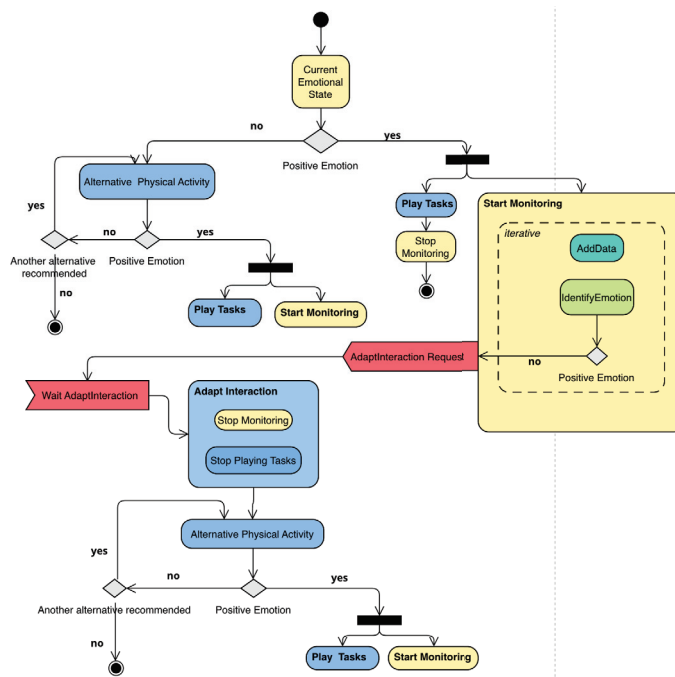 Current
Emotional
State
no
yes
Positive Emotion
Alternative  Physical Activity
yes
no
yes
Another alternative
recommended
Positive Emotion
no
Play Tasks
Start Monitoring
Play Tasks
Stop
Monitoring
Start Monitoring
iterative
AddData
IdentifyEmotion
no
Positive Emotion
AdaptInteraction Request
Wait AdaptInteraction
Adapt Interaction
Stop Monitoring
Stop Playing Tasks
Alternative Physical Activity
yes
no
yes
Another alternative recommended
Positive Emotion
no
Play  Tasks
Start Monitoring